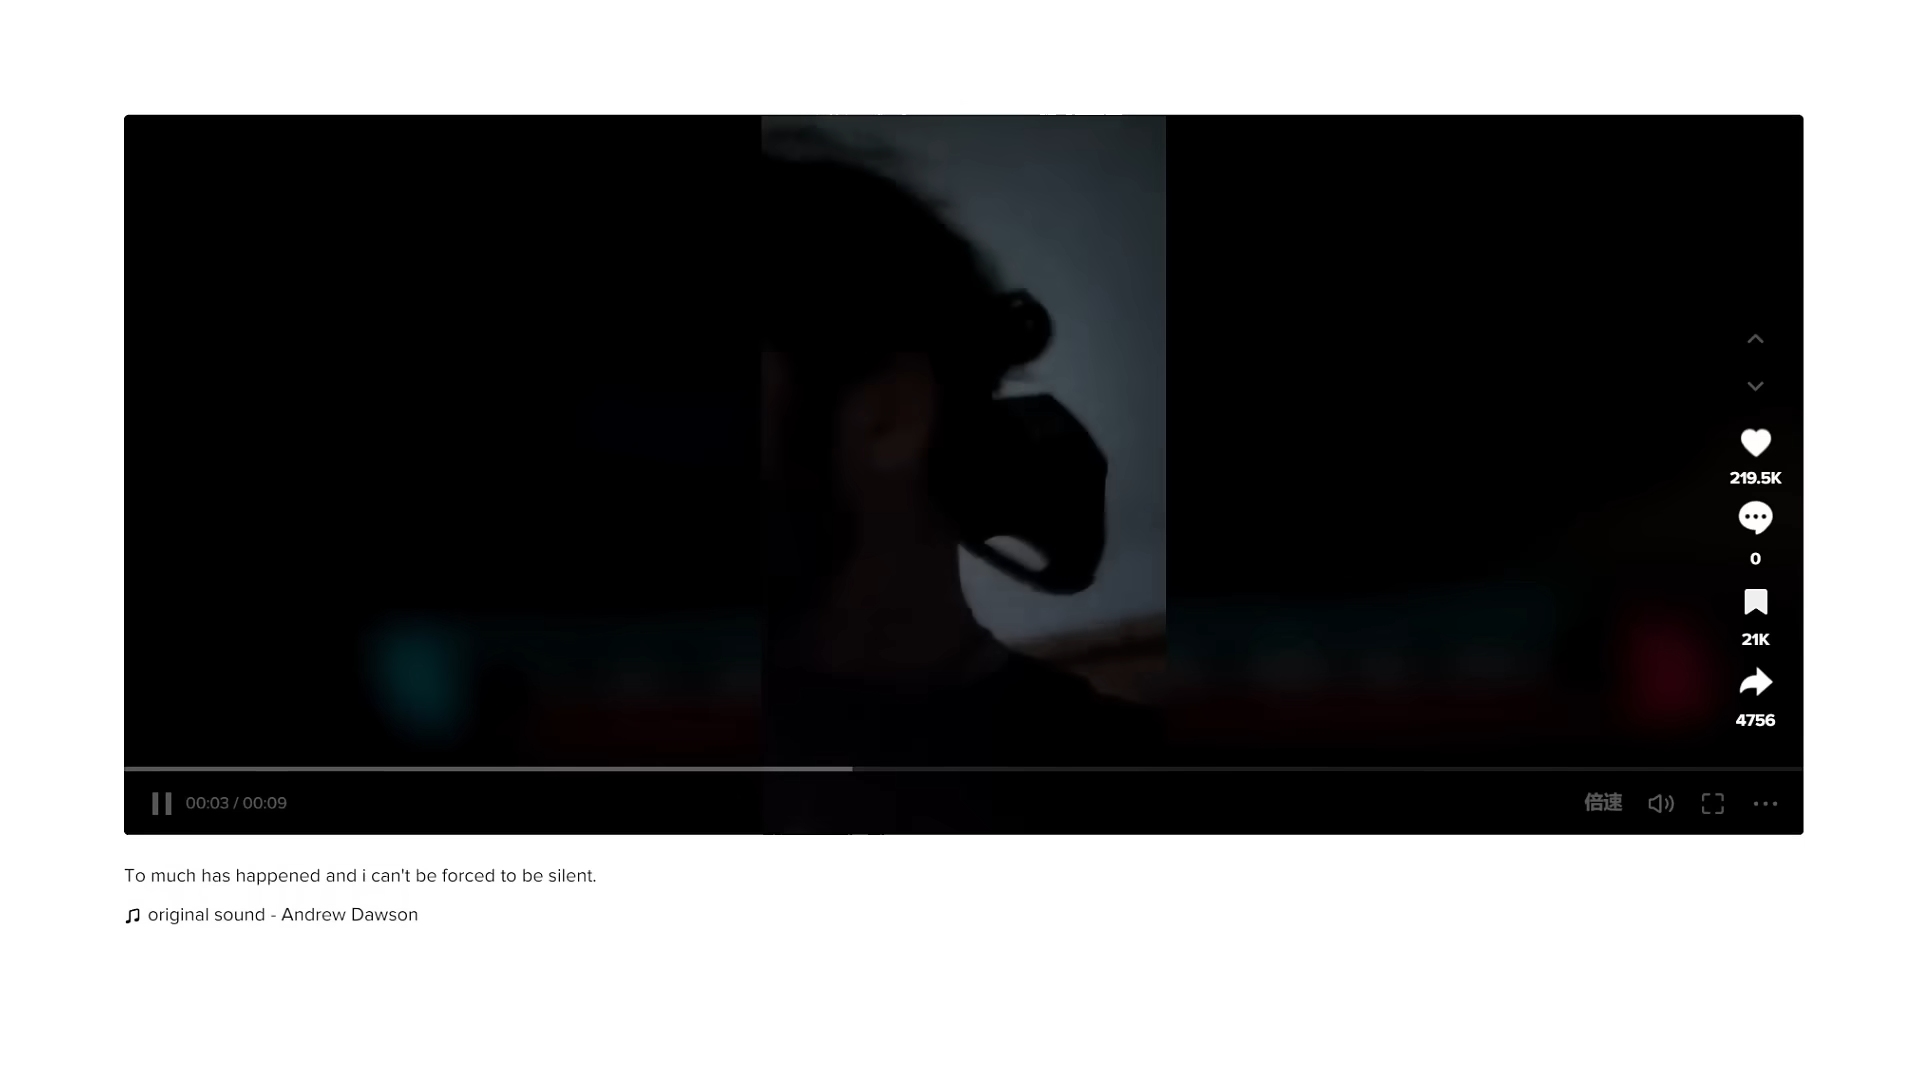 219.5K
0
21K
4756
00:03 / 00:09
倍速
To much has happened and i can't be forced to be silent.
original sound - Andrew Dawson